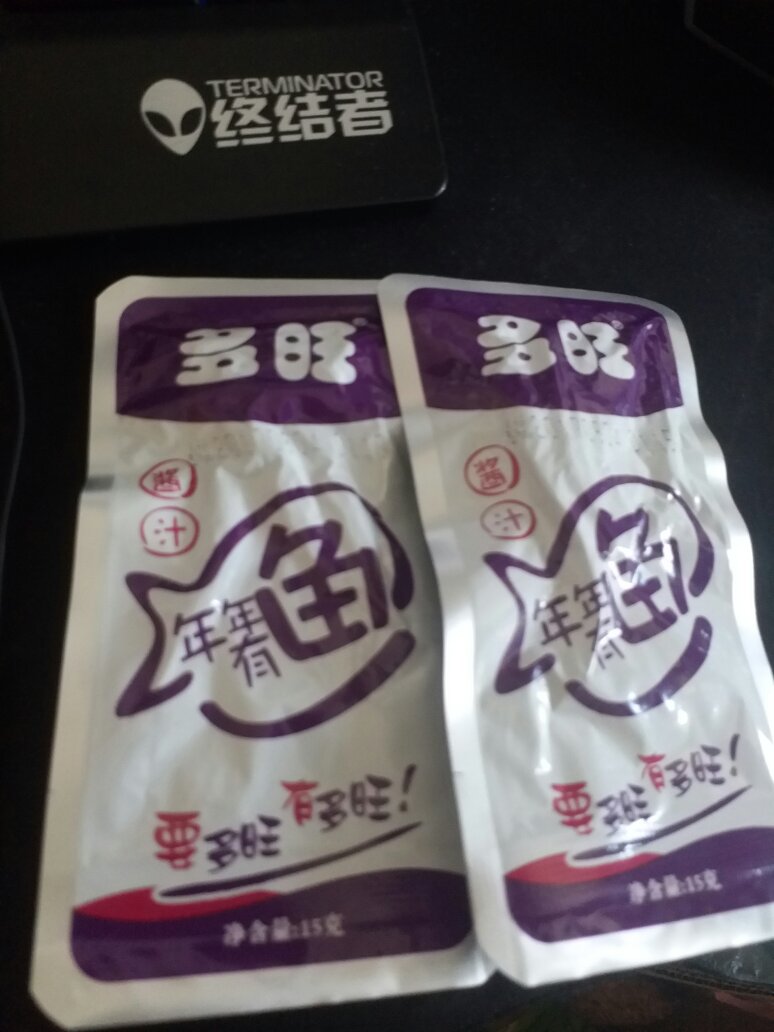 TERMINATOR
终结者
多旺
酱
汁
年年有鱼
要多旺有多旺!
净含量:15克
多旺
酱
汁
年年有鱼
要多旺有多旺!
净含量:15克